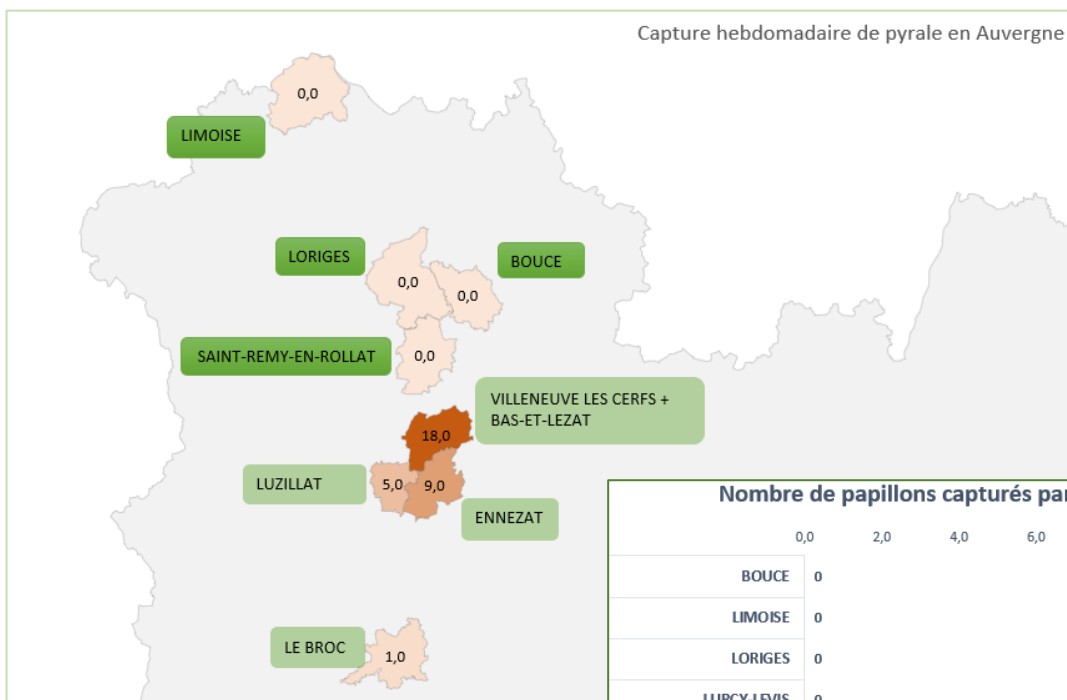 Capture hebdomadaire de pyrale en Auvergne
0,0
LIMOISE
LORIGES
BOUCE
0,0
0,0
SAINT-REMY-EN-ROLLAT
0,0
VILLENEUVE LES CERFS +
BAS-ET-LEZAT
18,0
LUZILLAT
5,0
9,0
ENNEZAT
LE BROC
1,0
Nombre de papillons capturés par
0,0 2,0 4,0 6,0
BOUCE 0
LIMOISE 0
LORIGES 0
LURCY-LEVIS 0